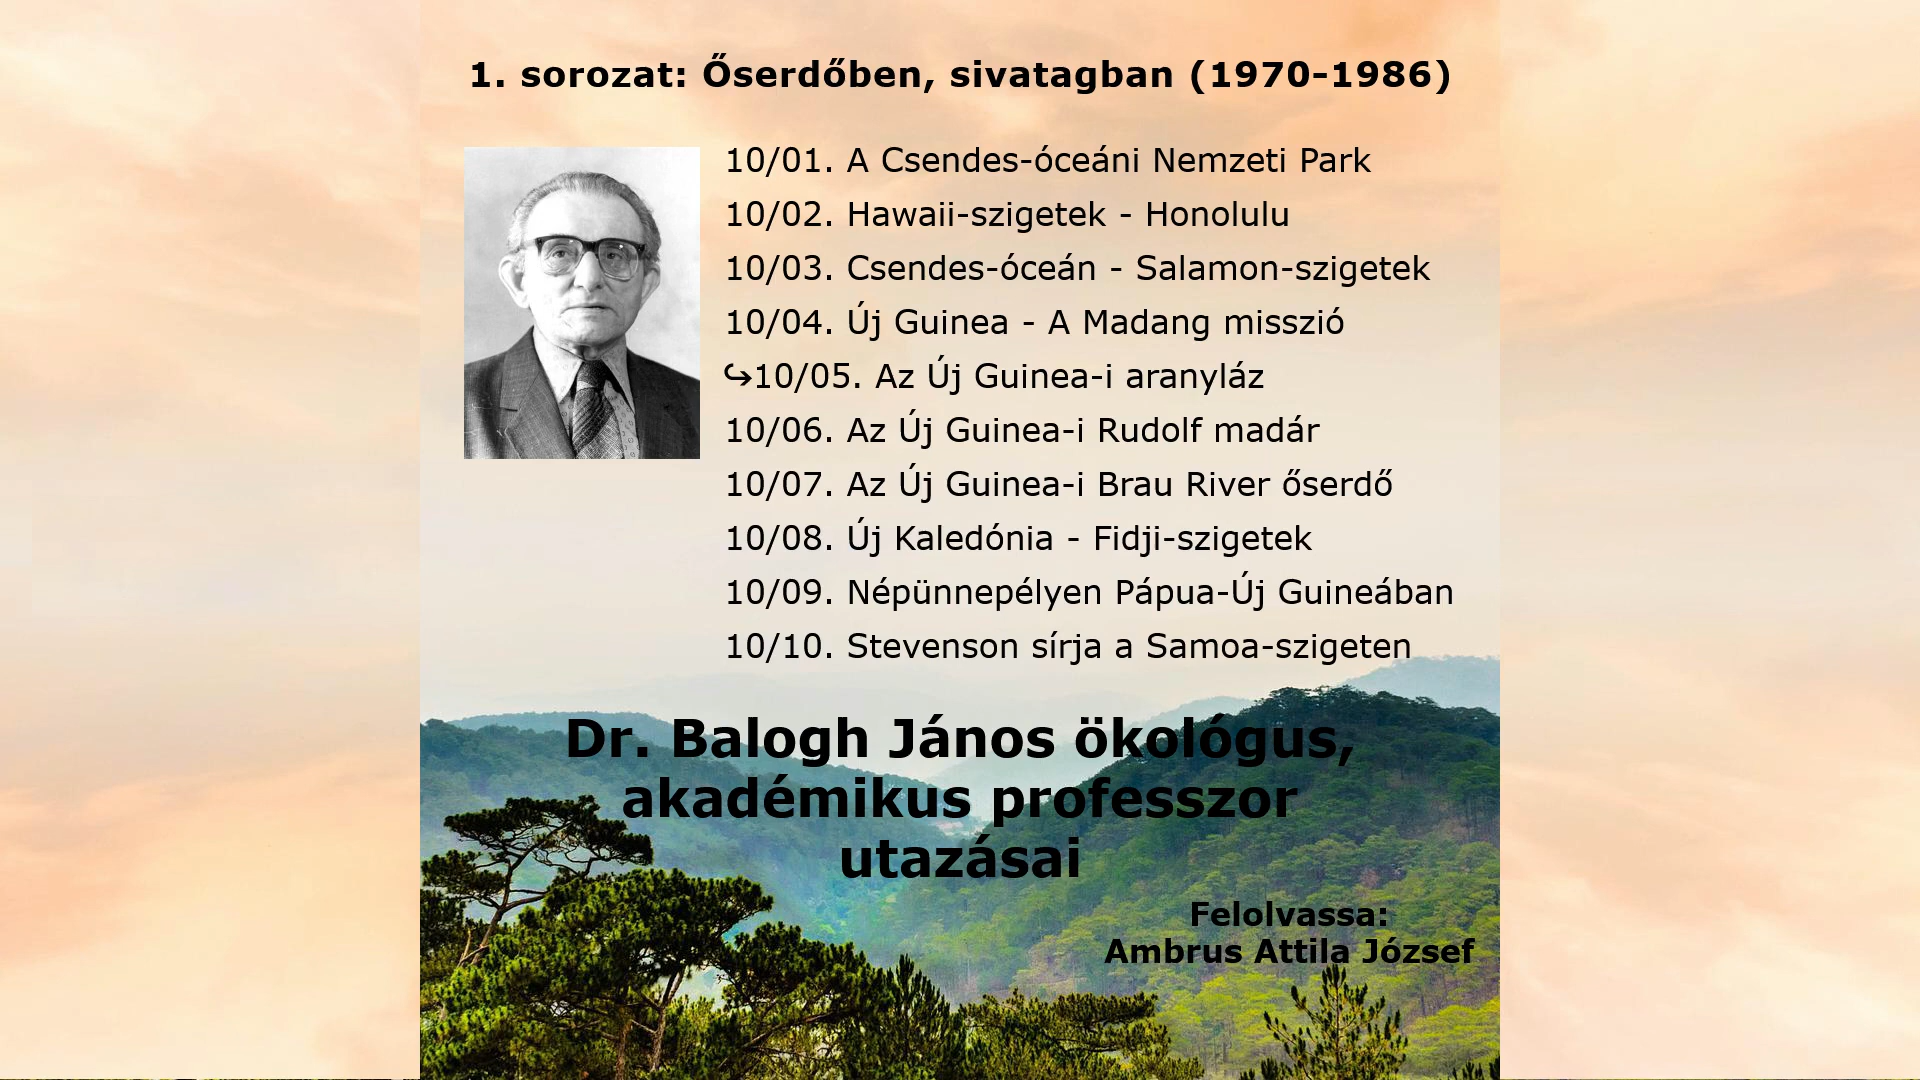 1. sorozat: Őserdőben, sivatagban (1970-1986)
10/01. A Csendes-óceáni Nemzeti Park
10/02. Hawaii-szigetek - Honolulu
10/03. Csendes-óceán - Salamon-szigetek
10/04. Új Guinea - A Madang misszió
↪10/05. Az Új Guinea-i aranyláz
10/06. Az Új Guinea-i Rudolf madár
10/07. Az Új Guinea-i Brau River őserdő
10/08. Új Kaledónia - Fidji-szigetek
10/09. Népünnepélyen Pápua-Új Guineában
10/10. Stevenson sírja a Samoa-szigeten
Dr. Balogh János ökológus,
akadémikus professzor
utazásai
Felolvassa:
Ambrus Attila József